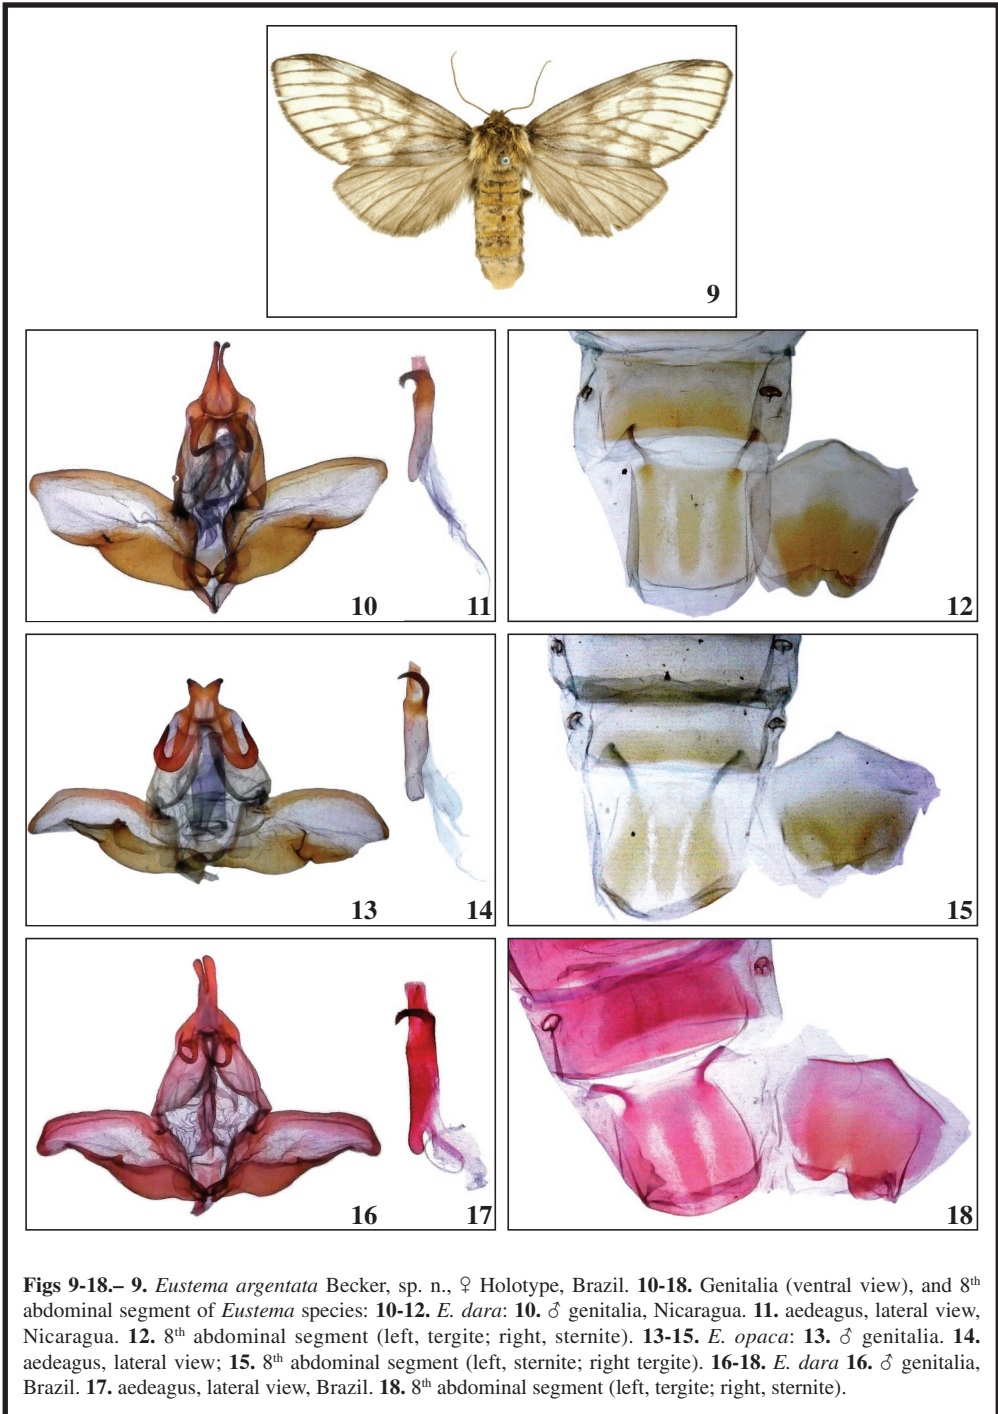 9
10
11
12
13
14
15
16
17
18
Figs 9-18.– 9. Eustema argentata Becker, sp. n., ♀ Holotype, Brazil. 10-18. Genitalia (ventral view), and 8th
abdominal segment of Eustema species: 10-12. E. dara: 10. ♂ genitalia, Nicaragua. 11. aedeagus, lateral view,
Nicaragua. 12. 8th abdominal segment (left, tergite; right, sternite). 13-15. E. opaca: 13. ♂ genitalia. 14.
aedeagus, lateral view; 15. 8th abdominal segment (left, sternite; right tergite). 16-18. E. dara 16. ♂ genitalia,
Brazil. 17. aedeagus, lateral view, Brazil. 18. 8th abdominal segment (left, tergite; right, sternite).